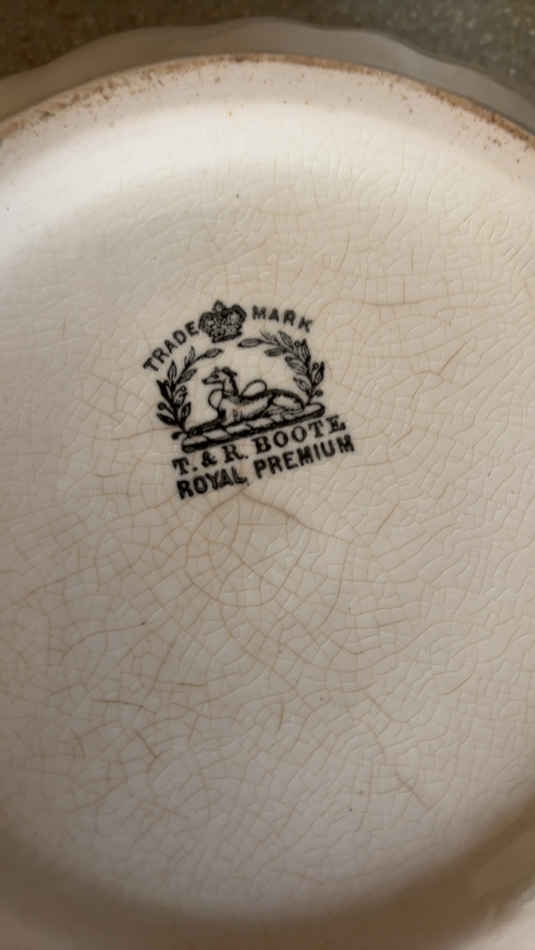 TRADE MARK
T. & R. BOOTE
ROYAL PREMIUM